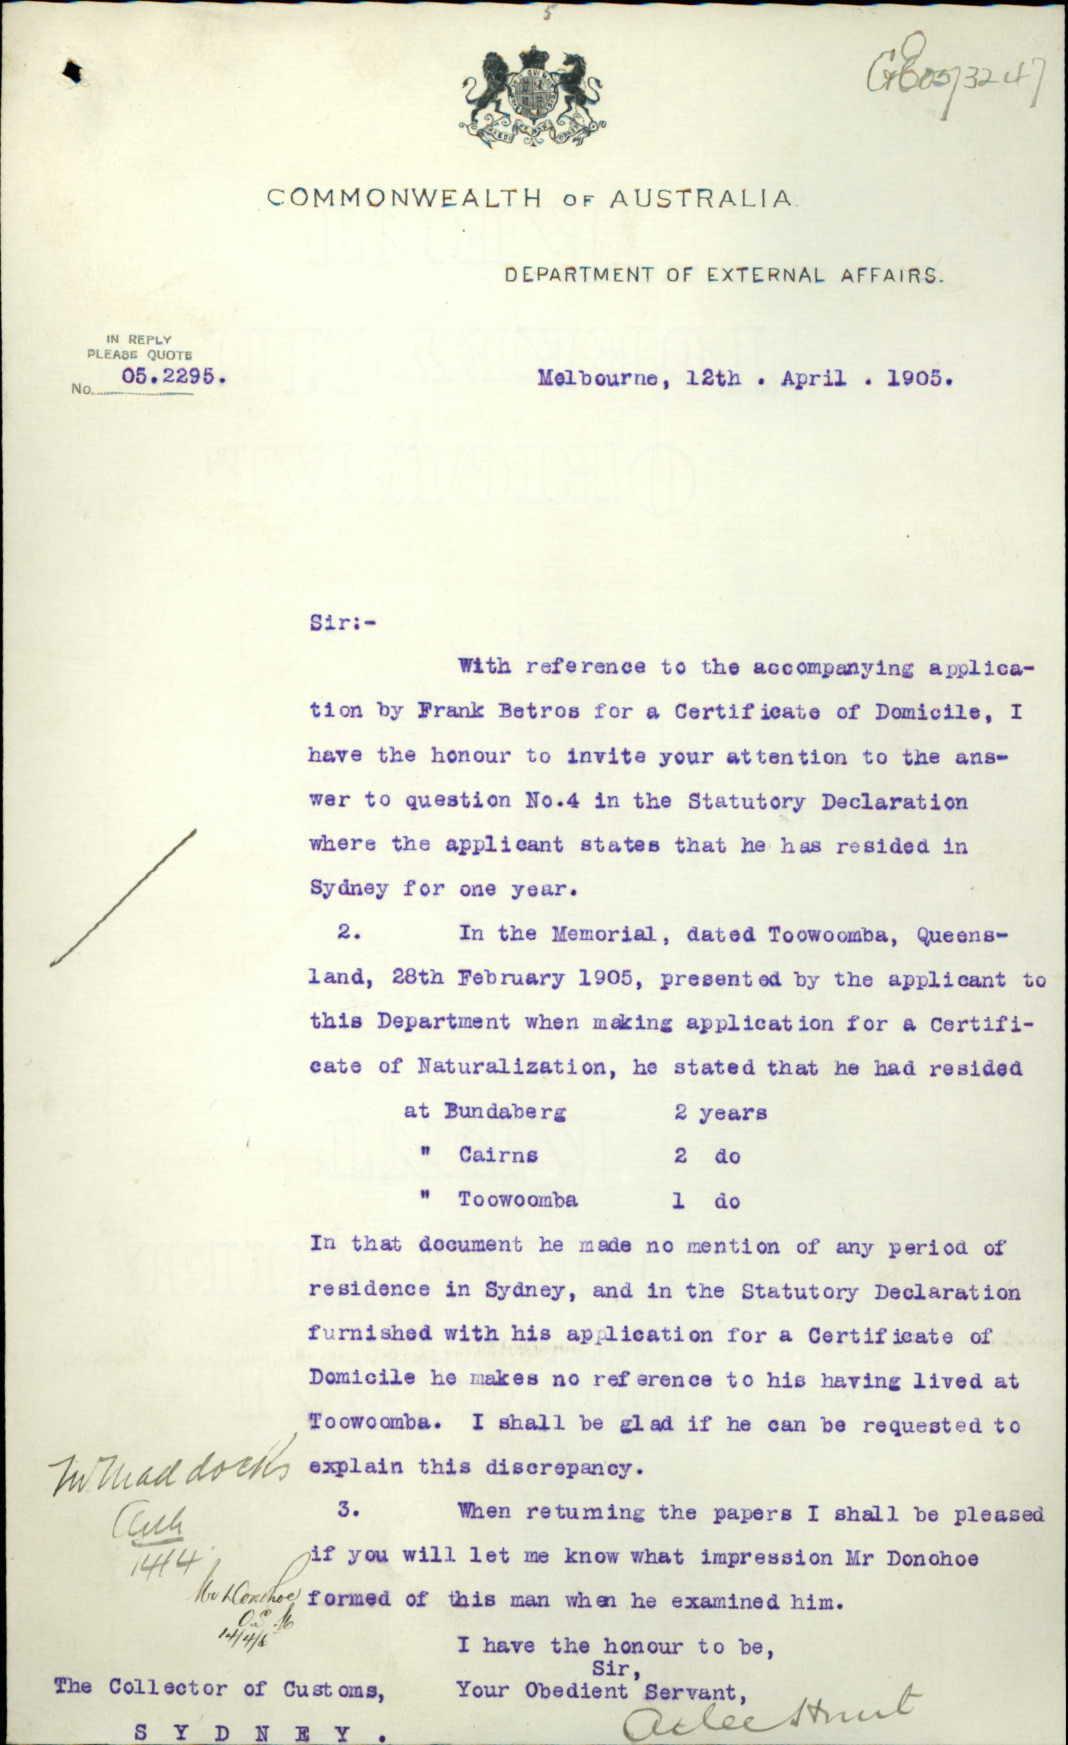 5
COMMONWEALTH OF AUSTRALIA
DEPARTMENT OF EXTERNAL AFFAIRS.
IN REPLY
PLEASE QUOTE
No. 05.2295.
Melbourne, 12th . April . 1905.
Sir:-
With reference to the accompanying applica-
tion by Frank Betros for a Certificate of Domicile, I
have the honour to invite your attention to the ans-
wer to question No.4 in the Statutory Declaration
where the applicant states that he has resided in
Sydney for one year.
2. In the Memorial, dated Toowoomba, Queens-
land, 28th February 1905, presented by the applicant to
this Department when making application for a Certifi-
cate of Naturalization, he stated that he had resided
at Bundaberg 2 years
" Cairns 2 do
" Toowoomba 1 do
In that document he made no mention of any period of
residence in Sydney, and in the Statutory Declaration
furnished with his application for a Certificate of
Domicile he makes no reference to his having lived at
Toowoomba. I shall be glad if he can be requested to
explain this discrepancy.
3. When returning the papers I shall be pleased
if you will let me know what impression Mr Donohoe
formed of this man when he examined him.
I have the honour to be,
Sir,
Your Obedient Servant,
Atlee Hunt
The Collector of Customs,
SYDNEY.
Mr Maddocks
14/4
Mr Donohoe